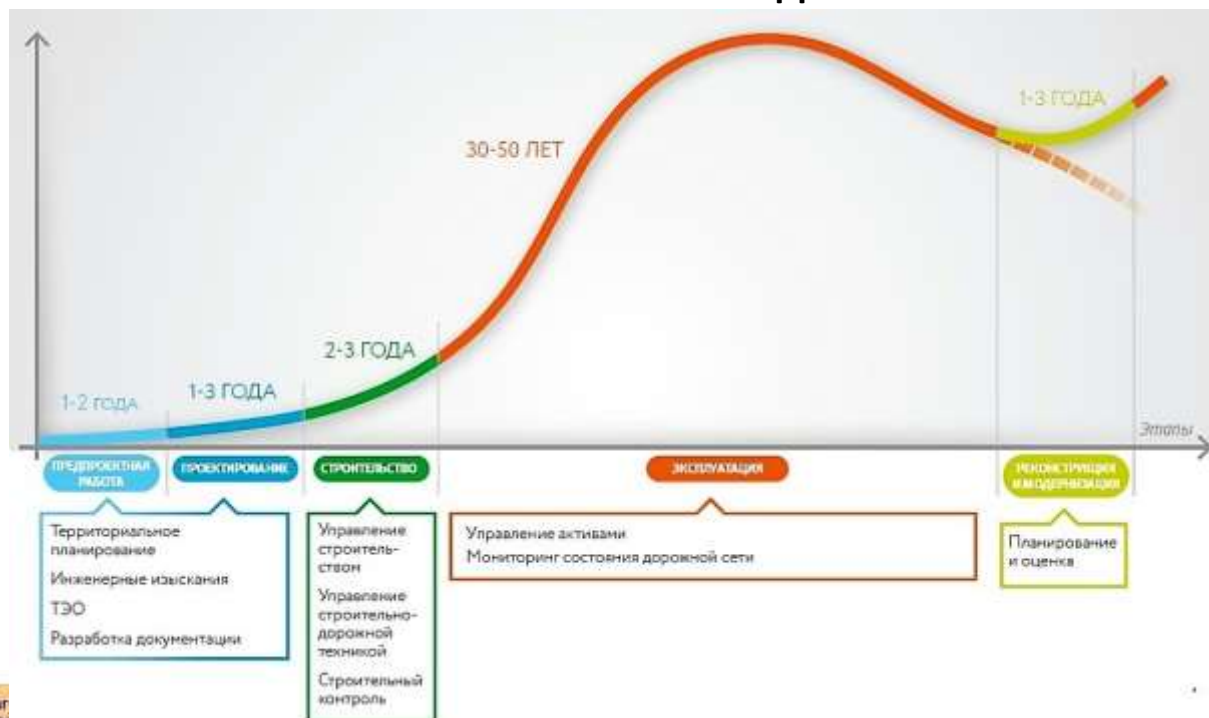 30-50 ЛЕТ
1-3 ГОДА
2-3 ГОДА
1-3 ГОДА
1-2 ГОДА
Этапы
ПРЕДПРОЕКТНАЯ
РАБОТА
ПРОЕКТИРОВАНИЕ
СТРОИТЕЛЬСТВО
ЭКСПЛУАТАЦИЯ
РЕКОНСТРУКЦИЯ
И МОДЕРНИЗАЦИЯ
Территориальное
планирование
Инженерные изыскания
ТЭО
Разработка документации
Управление
строитель-
ством
Управление
строительно-
дорожной
техникой
Строительный
контроль
Управление активами
Мониторинг состояния дорожной сети
Планирование
и оценка